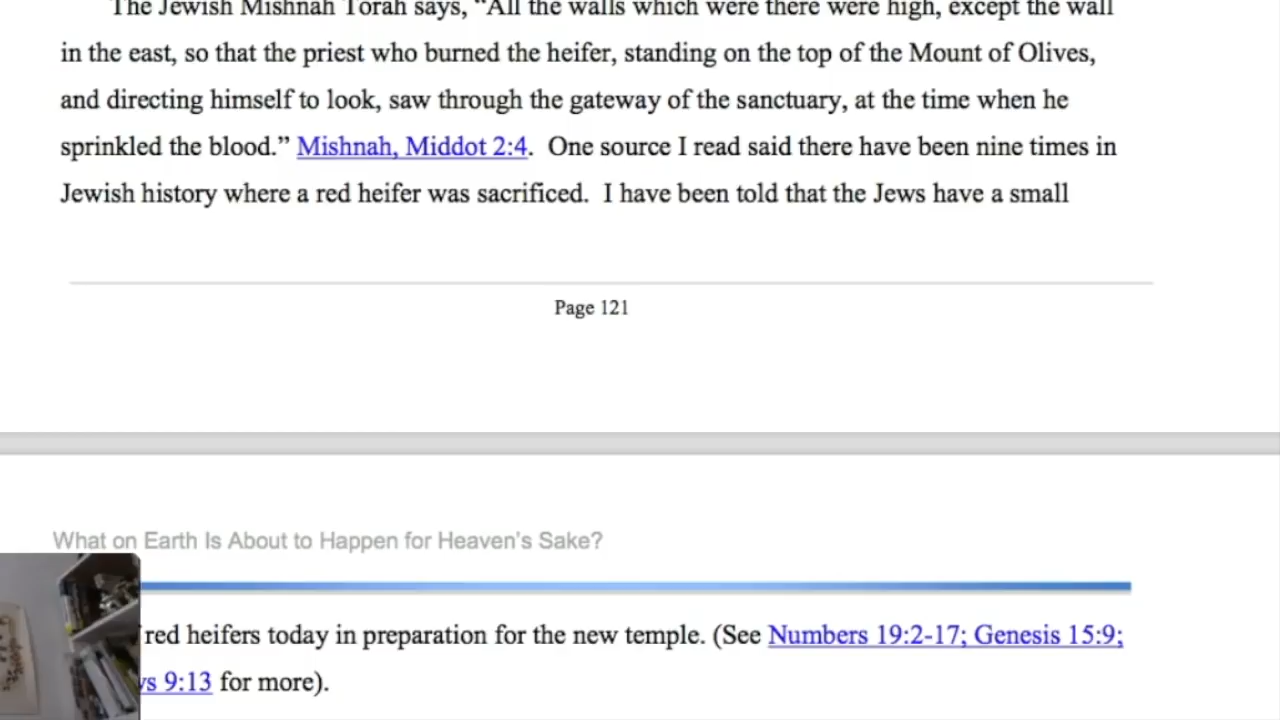 The Jewish Mishnah Torah says, “All the walls which were there were high, except the wall
in the east, so that the priest who burned the heifer, standing on the top of the Mount of Olives,
and directing himself to look, saw through the gateway of the sanctuary, at the time when he
sprinkled the blood.” Mishnah, Middot 2:4. One source I read said there have been nine times in
Jewish history where a red heifer was sacrificed. I have been told that the Jews have a small
Page 121
What on Earth Is About to Happen for Heaven’s Sake?
red heifers today in preparation for the new temple. (See Numbers 19:2-17; Genesis 15:9;
9:13 for more).